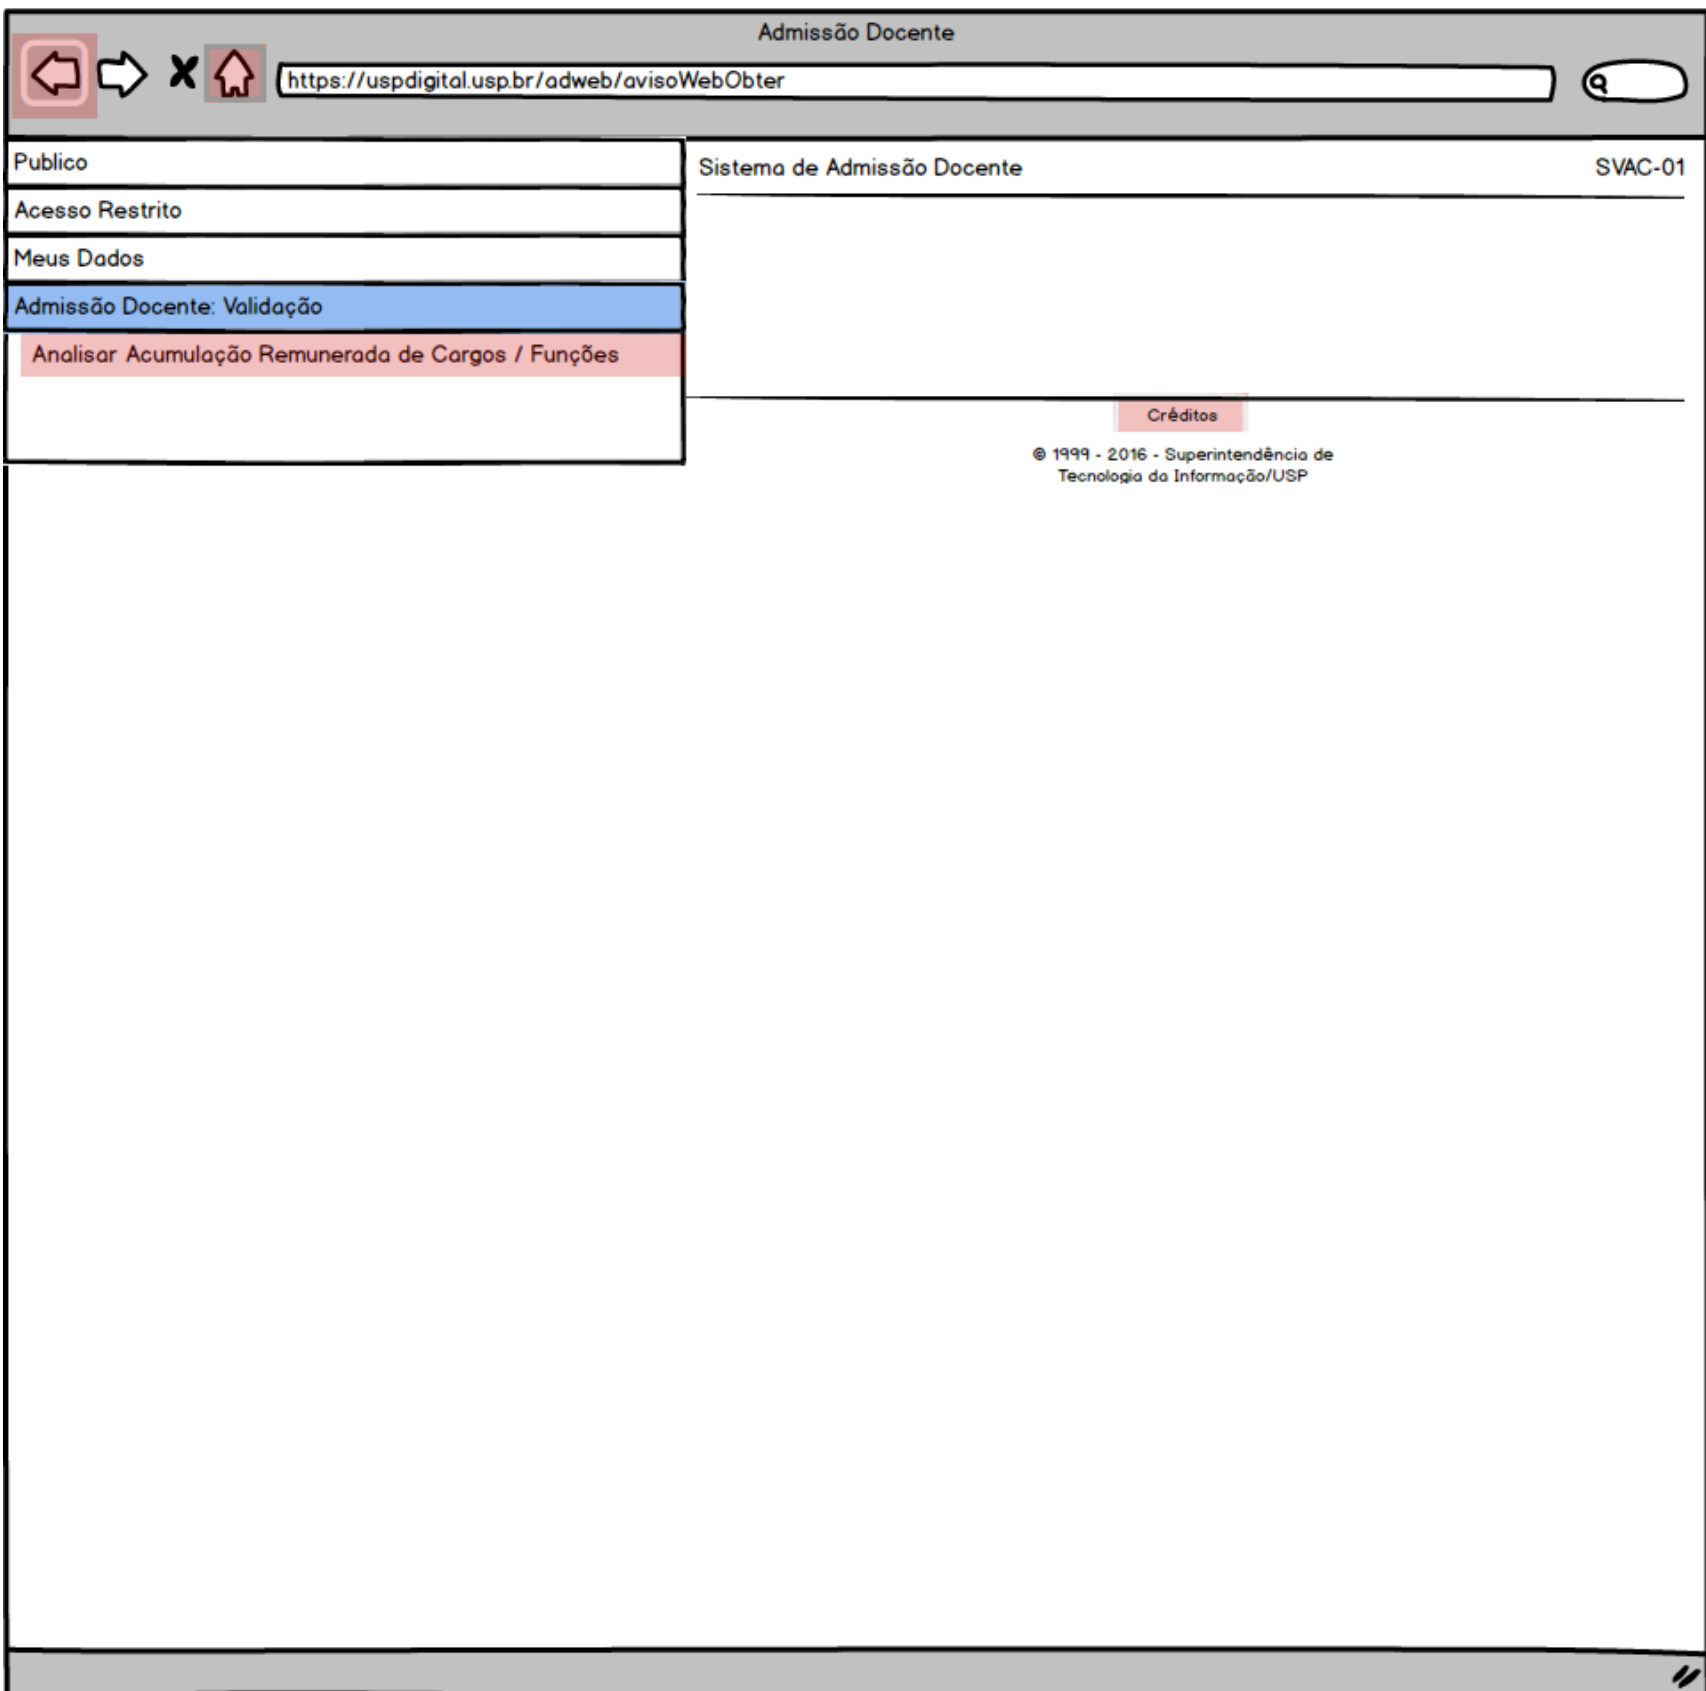 Admissão Docente
https://uspdigital.usp.br/adweb/avisoWebObter
Publico
Acesso Restrito
Meus Dados
Admissão Docente: Validação
Analisar Acumulação Remunerada de Cargos / Funções
Sistema de Admissão Docente SVAC-01
Créditos
© 1999 - 2016 - Superintendência de
Tecnologia da Informação/USP